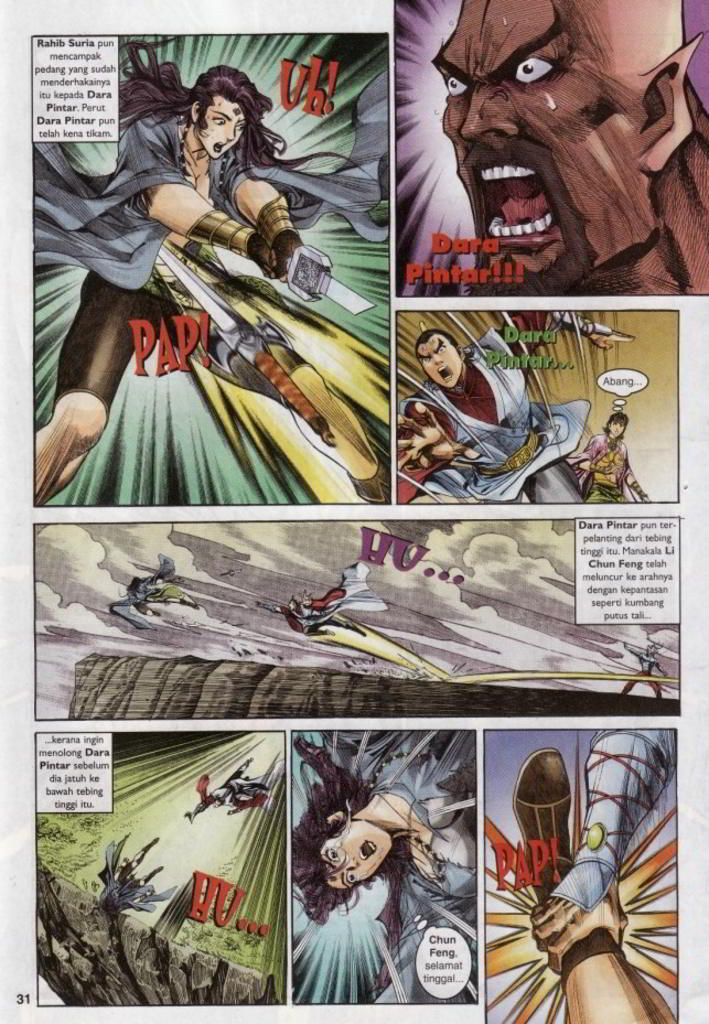 Rahib Suria pun
mencampak
pedang yang sudah
menderhakainya
itu kepada Dara
Pintar. Perut
Dara Pintar pun
telah kena tikam.
Uh!
PAP!
Dara
Pintar!!!
Dara
Pintar...
Abang...
HU...
Dara Pintar pun ter-
pelanting dari tebing
tinggi itu. Manakala Li
Chun Feng telah
meluncur ke arahnya
dengan kepantasan
seperti kumbang
putus tali...
...kerana ingin
menolong Dara
Pintar sebelum
dia jatuh ke
bawah tebing
tinggi itu.
HU...
Chun
Feng,
selamat
tinggal...
PAP!
31